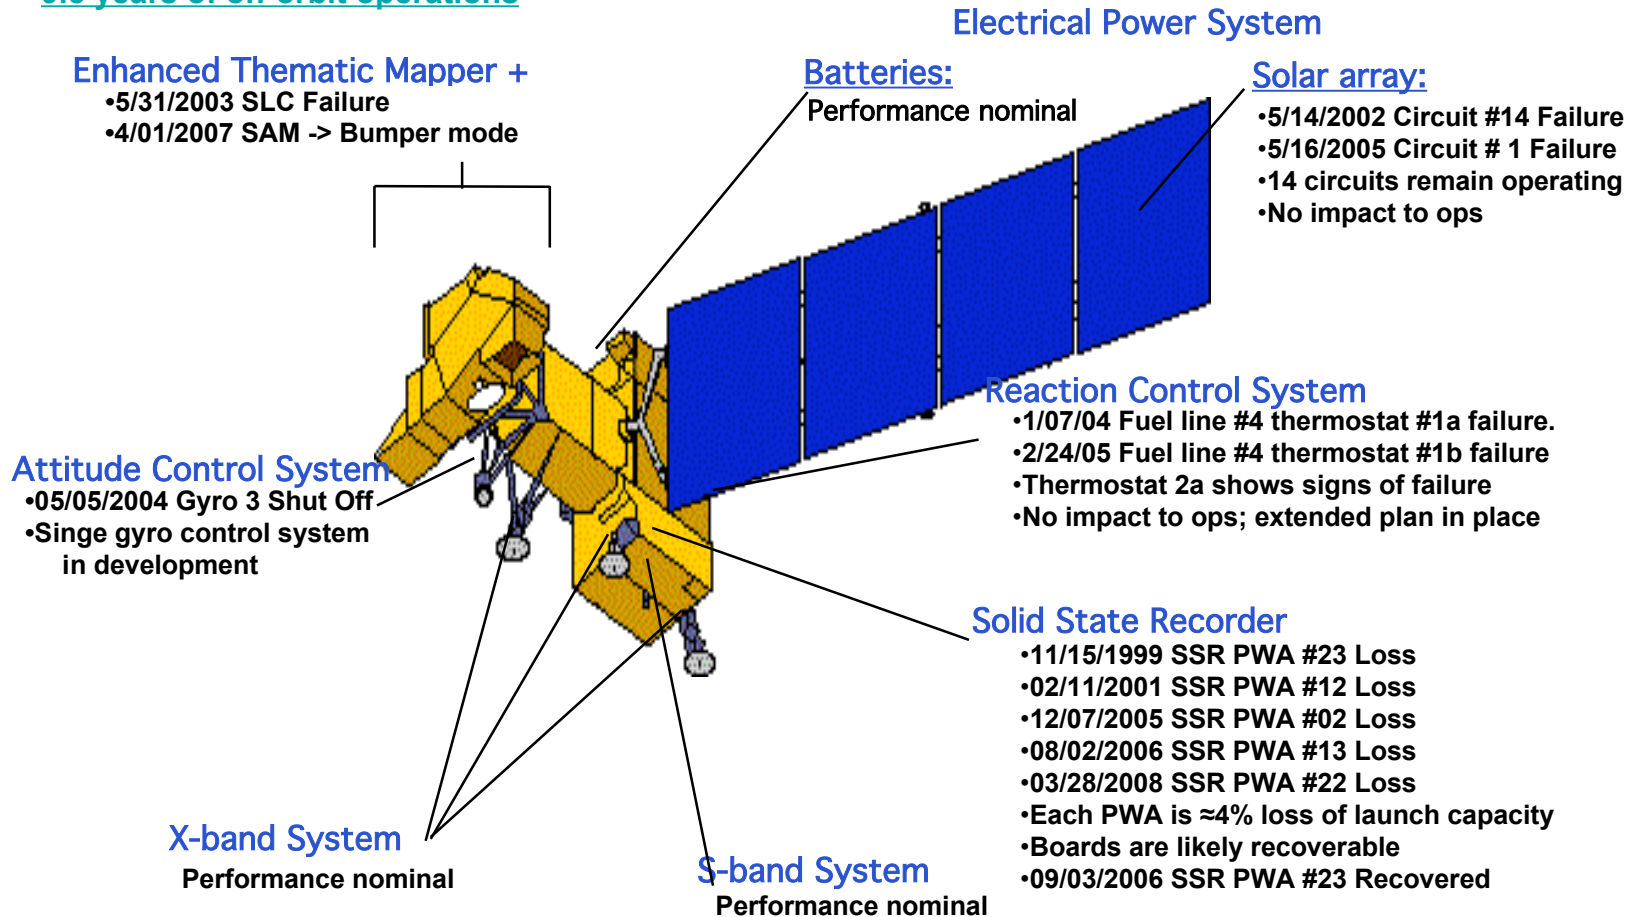 years of on-orbit operations
Electrical Power System
Enhanced Thematic Mapper +
•5/31/2003 SLC Failure
•4/01/2007 SAM -> Bumper mode
Batteries:
Performance nominal
Solar array:
•5/14/2002 Circuit #14 Failure
•5/16/2005 Circuit # 1 Failure
•14 circuits remain operating
•No impact to ops
Reaction Control System
•1/07/04 Fuel line #4 thermostat #1a failure.
•2/24/05 Fuel line #4 thermostat #1b failure
•Thermostat 2a shows signs of failure
•No impact to ops; extended plan in place
Attitude Control System
•05/05/2004 Gyro 3 Shut Off
•Singe gyro control system
in development
Solid State Recorder
•11/15/1999 SSR PWA #23 Loss
•02/11/2001 SSR PWA #12 Loss
•12/07/2005 SSR PWA #02 Loss
•08/02/2006 SSR PWA #13 Loss
•03/28/2008 SSR PWA #22 Loss
•Each PWA is ≈4% loss of launch capacity
•Boards are likely recoverable
•09/03/2006 SSR PWA #23 Recovered
X-band System
Performance nominal
S-band System
Performance nominal